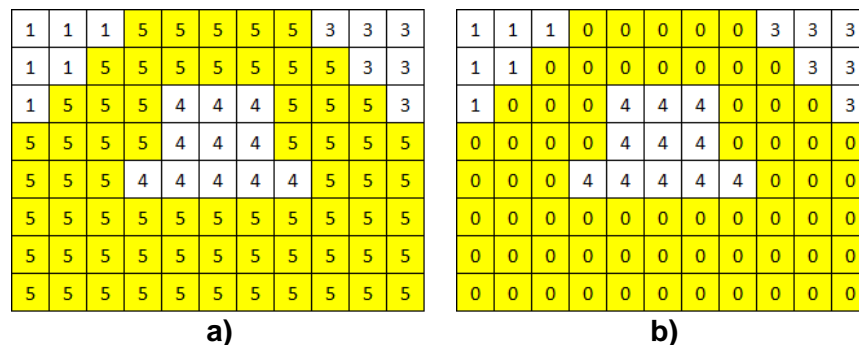 1 1 1 5 5 5 5 5 3 3 3 1 1 1 0 0 0 0 0 3 3 3
1 1 5 5 5 5 5 5 5 3 3 1 1 0 0 0 0 0 0 0 3 3
1 5 5 5 4 4 4 5 5 5 3 1 0 0 0 4 4 4 0 0 0 3
5 5 5 5 4 4 4 5 5 5 5 0 0 0 0 4 4 4 0 0 0 0
5 5 5 4 4 4 4 4 5 5 5 0 0 0 4 4 4 4 4 0 0 0
5 5 5 5 5 5 5 5 5 5 5 0 0 0 0 0 0 0 0 0 0 0
5 5 5 5 5 5 5 5 5 5 5 0 0 0 0 0 0 0 0 0 0 0
5 5 5 5 5 5 5 5 5 5 5 0 0 0 0 0 0 0 0 0 0 0
a) b)